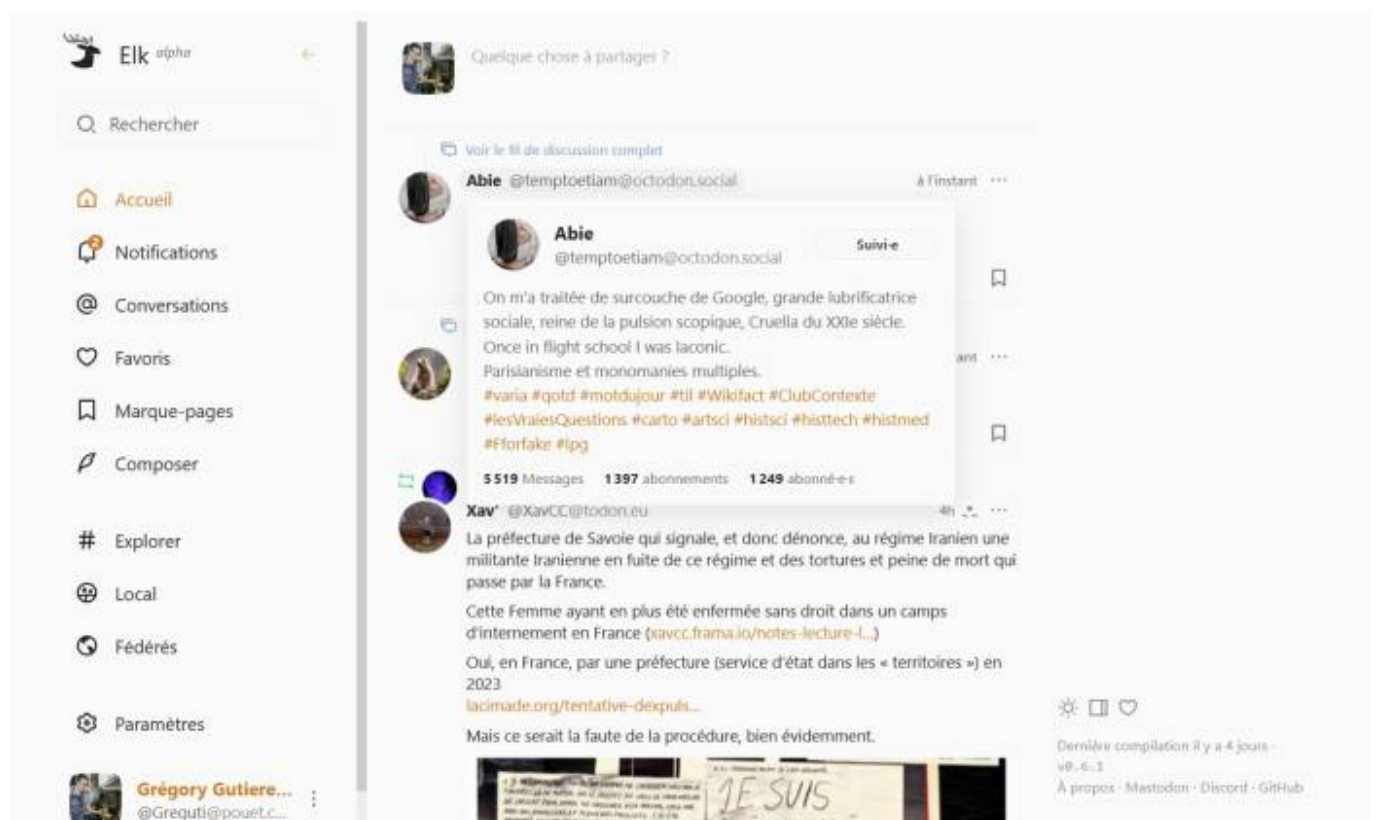 Elk alpha
Rechercher
Accueil
2
Notifications
Conversations
Favoris
Marque-pages
Composer
Explorer
Local
Fédérés
Paramètres
Grégory Gutiere...
@Greguti@pouet.c...
Quelque chose à partager ?
Voir le fil de discussion complet
Abie @temptoetiam@octodon.social à l'instant
Abie
@temptoetiam@octodon.social
Suivi·e
On m'a traitée de surcouche de Google, grande lubrificatrice
sociale, reine de la pulsion scopique, Cruella du XXIe siècle.
Once in flight school I was laconic.
Parisianisme et monomanies multiples.
#varia #qotd #motdujour #til #Wikifact #ClubContexte
#lesVraiesQuestions #carto #artsci #histsci #histtech #histmed
#Fforfake #lpg
5 519 Messages 1 397 abonnements 1 249 abonné·e·s
ant
Xav' @XavCC@todon.eu 4h
La préfecture de Savoie qui signale, et donc dénonce, au régime Iranien une
militante Iranienne en fuite de ce régime et des tortures et peine de mort qui
passe par la France.
Cette Femme ayant en plus été enfermée sans droit dans un camps
d'internement en France (xavcc.frama.io/notes-lecture-l...)
Oui, en France, par une préfecture (service d'état dans les « territoires ») en
2023
lacimade.org/tentative-dexpuls...
Mais ce serait la faute de la procédure, bien évidemment.
JE SUIS
Dernière compilation il y a 4 jours ·
v0.6.1
À propos · Mastodon · Discord · GitHub